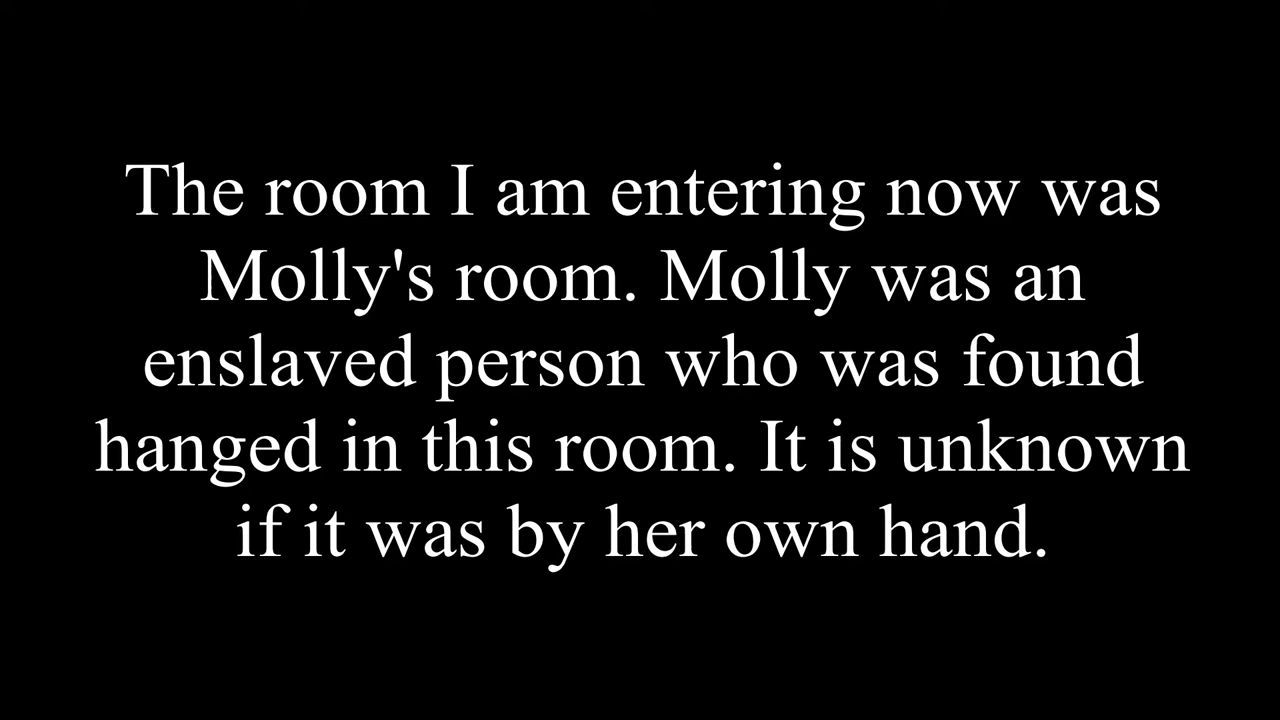 The room I am entering now was
Molly's room. Molly was an
enslaved person who was found
hanged in this room. It is unknown
if it was by her own hand.